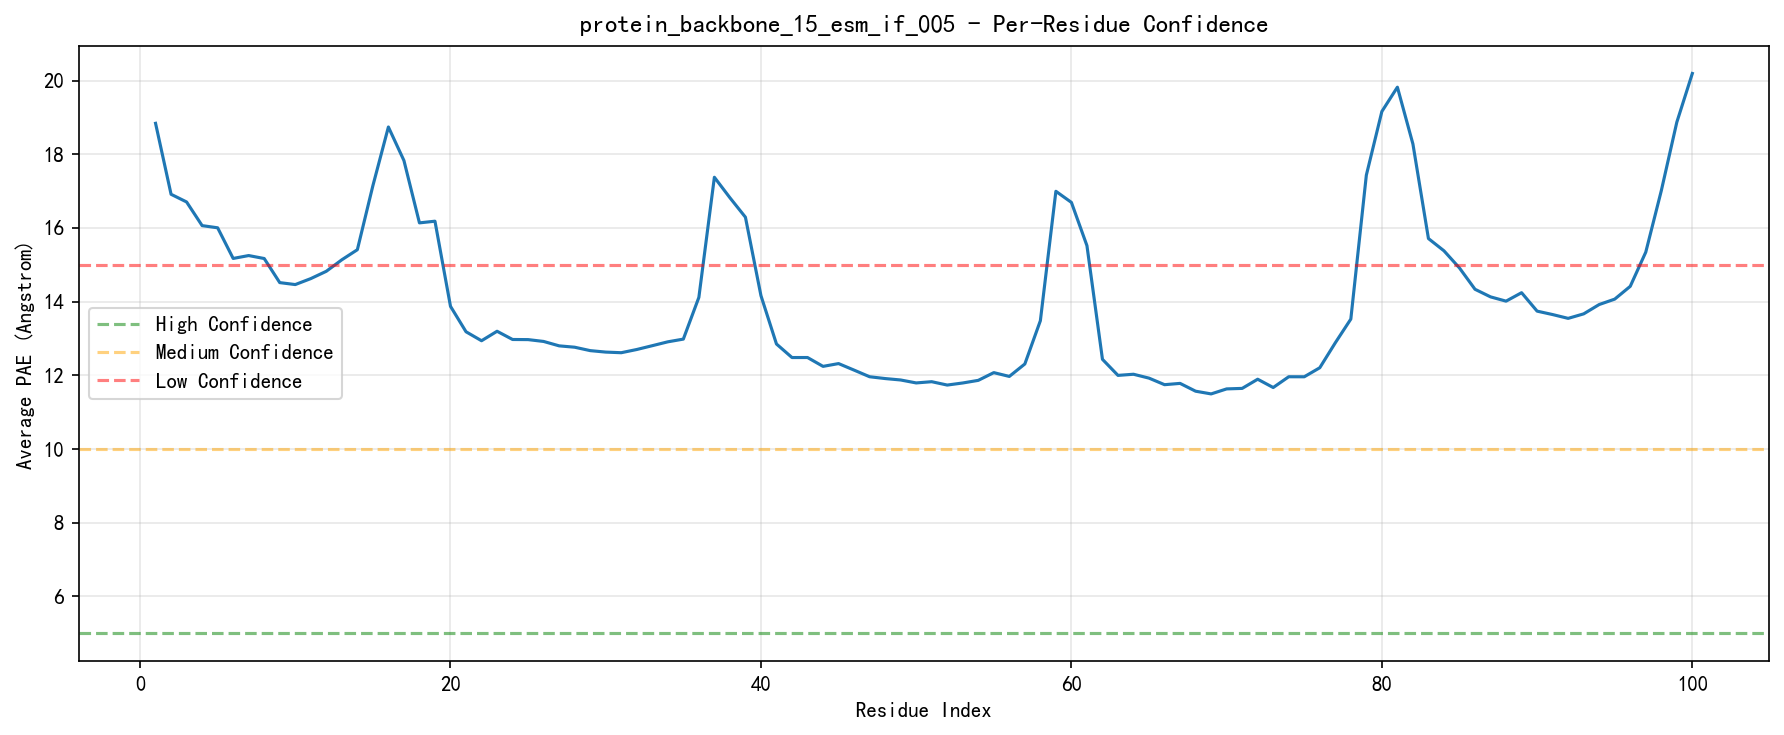 protein_backbone_15_esm_if_005 - Per-Residue Confidence
20
18
16
14
12
10
8
6
Average PAE (Angstrom)
High Confidence
Medium Confidence
Low Confidence
0 20 40 60 80 100
Residue Index